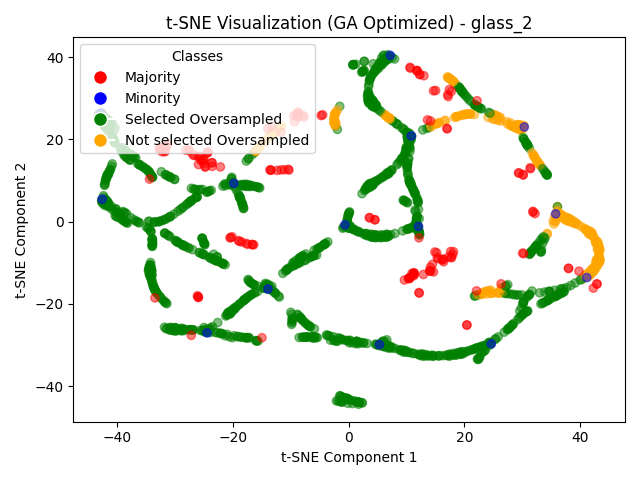 t-SNE Visualization (GA Optimized) - glass_2
Classes
Majority
Minority
Selected Oversampled
Not selected Oversampled
t-SNE Component 2
40
20
0
−20
−40
−40 −20 0 20 40
t-SNE Component 1